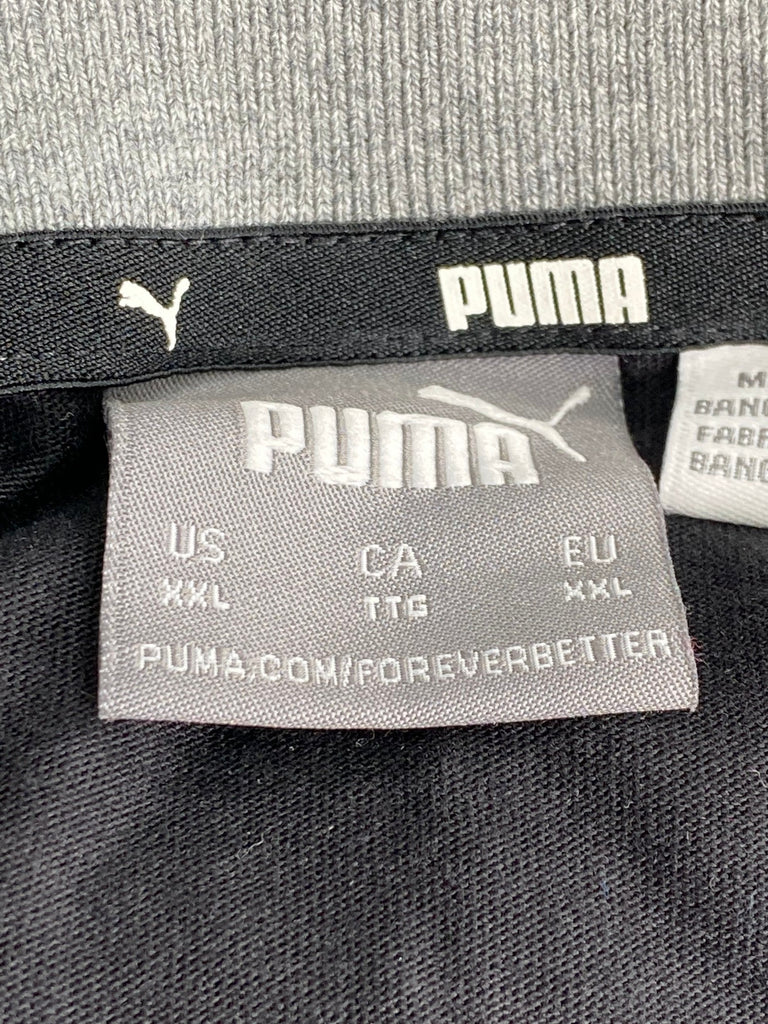 PUMA
PUMA
US CA EU
XXL TTG XXL
PUMA.COM/FOREVERBETTER